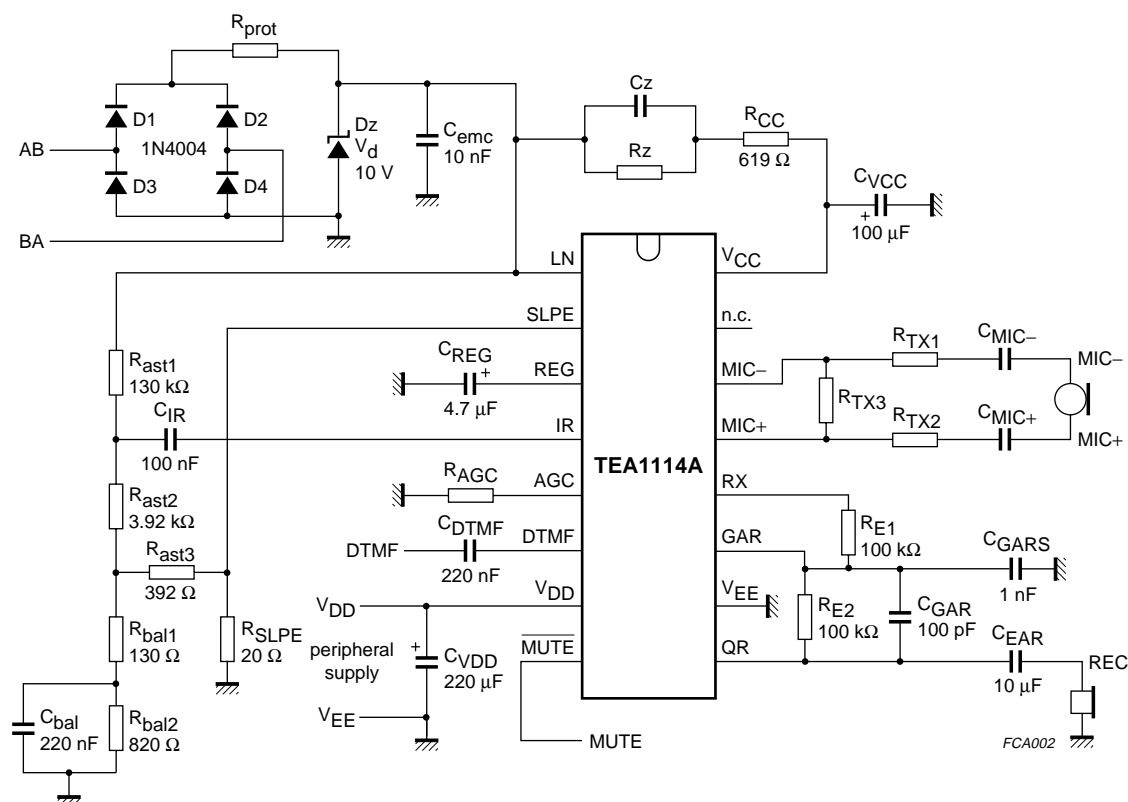 Rprot
D1
D2
1N4004
AB
D3
D4
BA
Dz
Vd
10 V
Cemc
10 nF
Cz
Rz
RCC
619 Ω
CVCC
+
100 μF
LN
VCC
SLPE
n.c.
Rast1
130 kΩ
CREG
+
4.7 μF
REG
MIC−
RTX1
CMIC−
MIC−
RTX3
CIR
100 nF
IR
MIC+
RTX2
CMIC+
MIC+
TEA1114A
Rast2
3.92 kΩ
RAGC
AGC
RX
RE1
100 kΩ
Rast3
392 Ω
DTMF
CDTMF
220 nF
DTMF
GAR
CGARS
1 nF
VDD
VDD
VEE
RE2
100 kΩ
CGAR
100 pF
Rbal1
130 Ω
RSLPE
20 Ω
peripheral
supply
+
CVDD
220 μF
MUTE
QR
CEAR
10 μF
REC
Cbal
220 nF
Rbal2
820 Ω
VEE
MUTE
FCA002